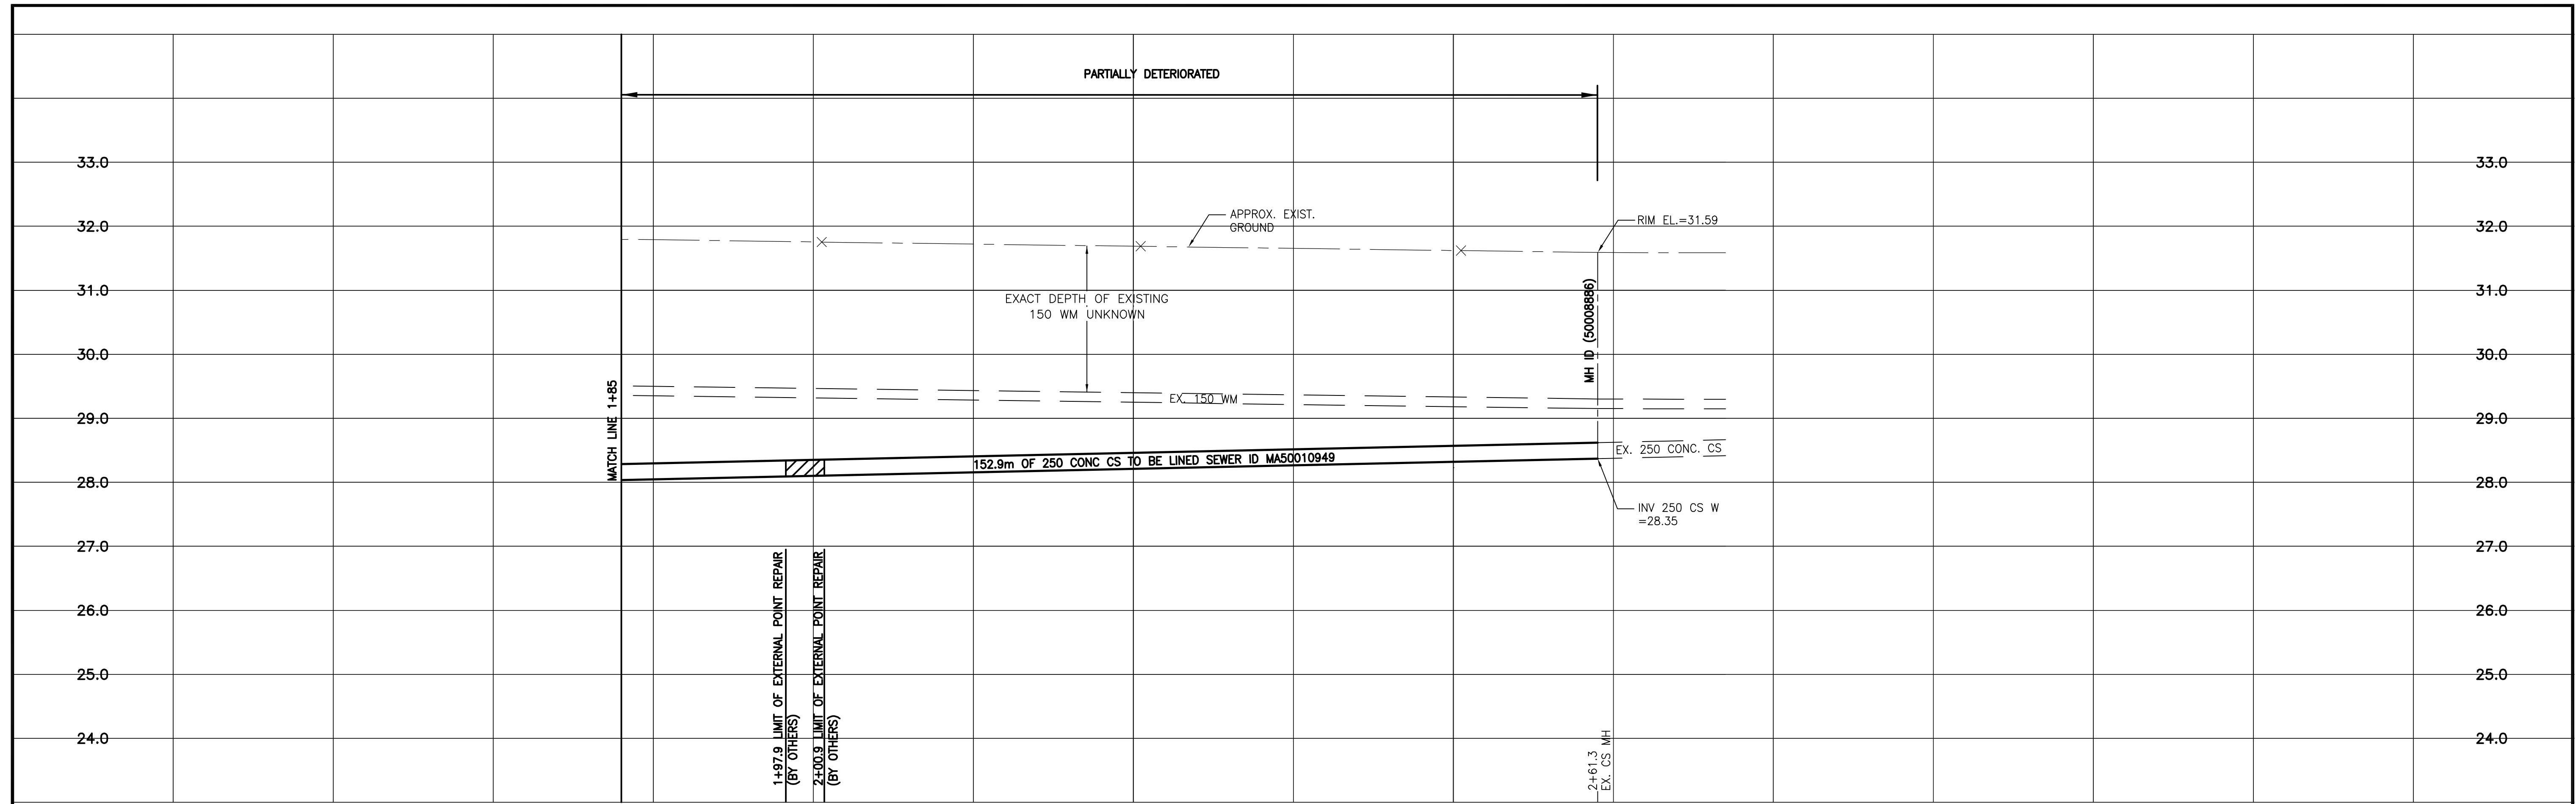 PARTIALLY DETERIORATED
33.0
33.0
APPROX. EXIST.
GROUND
RIM EL.=31.59
32.0
32.0
31.0
31.0
EXACT DEPTH OF EXISTING
150 WM UNKNOWN
MH ID (50008886)
30.0
30.0
MATCH LINE 1+85
EX. 150 WM
29.0
29.0
EX. 250 CONC. CS
152.9m OF 250 CONC CS TO BE LINED SEWER ID MA50010949
28.0
28.0
INV 250 CS W
=28.35
27.0
27.0
1+97.9 LIMIT OF EXTERNAL POINT REPAIR
(BY OTHERS)
2+00.9 LIMIT OF EXTERNAL POINT REPAIR
(BY OTHERS)
26.0
26.0
25.0
25.0
24.0
24.0
2+61.3
EX. CS MH